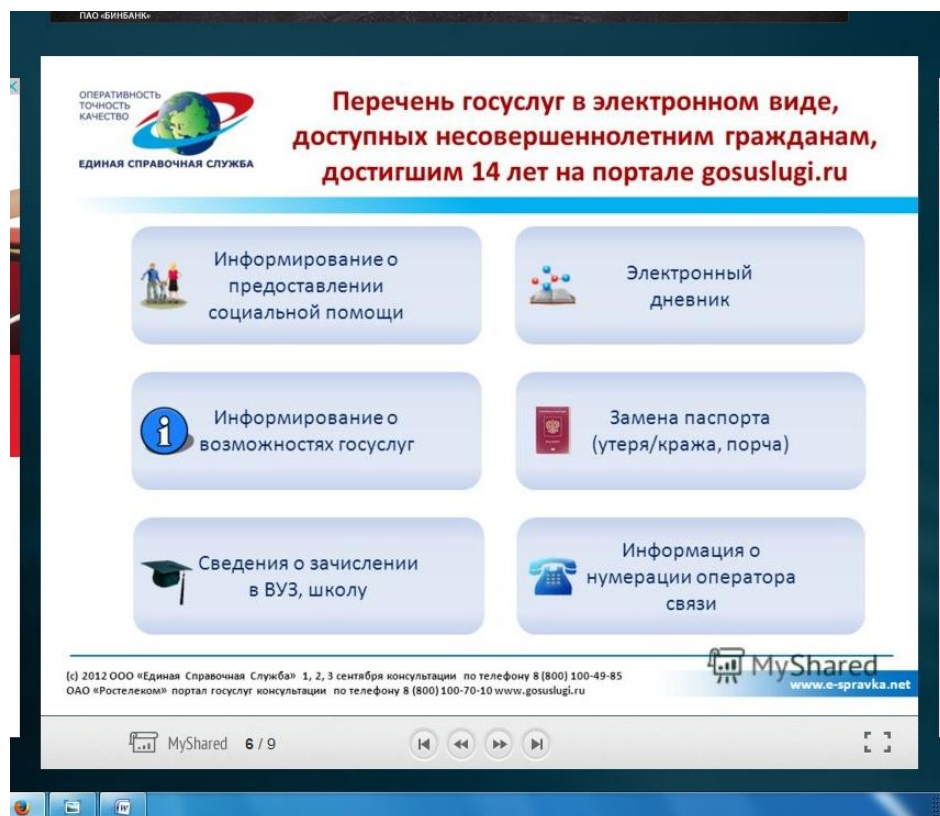 ПАО «БИНБАНК»
ОПЕРАТИВНОСТЬ
ТОЧНОСТЬ
КАЧЕСТВО
ЕДИНАЯ СПРАВОЧНАЯ СЛУЖБА
Перечень госуслуг в электронном виде,
доступных несовершеннолетним гражданам,
достигшим 14 лет на портале gosuslugi.ru
Информирование о
предоставлении
социальной помощи
Электронный
дневник
Информирование о
возможностях госуслуг
Замена паспорта
(утеря/кража, порча)
Сведения о зачислении
в ВУЗ, школу
Информация о
нумерации оператора
связи
(с) 2012 ООО «Единая Справочная Служба» 1, 2, 3 сентября консультации по телефону 8 (800) 100-49-85
ОАО «Ростелеком» портал госуслуг консультации по телефону 8 (800) 100-70-10 www.gosuslugi.ru
MyShared
www.e-spravka.net
MyShared 6 / 9